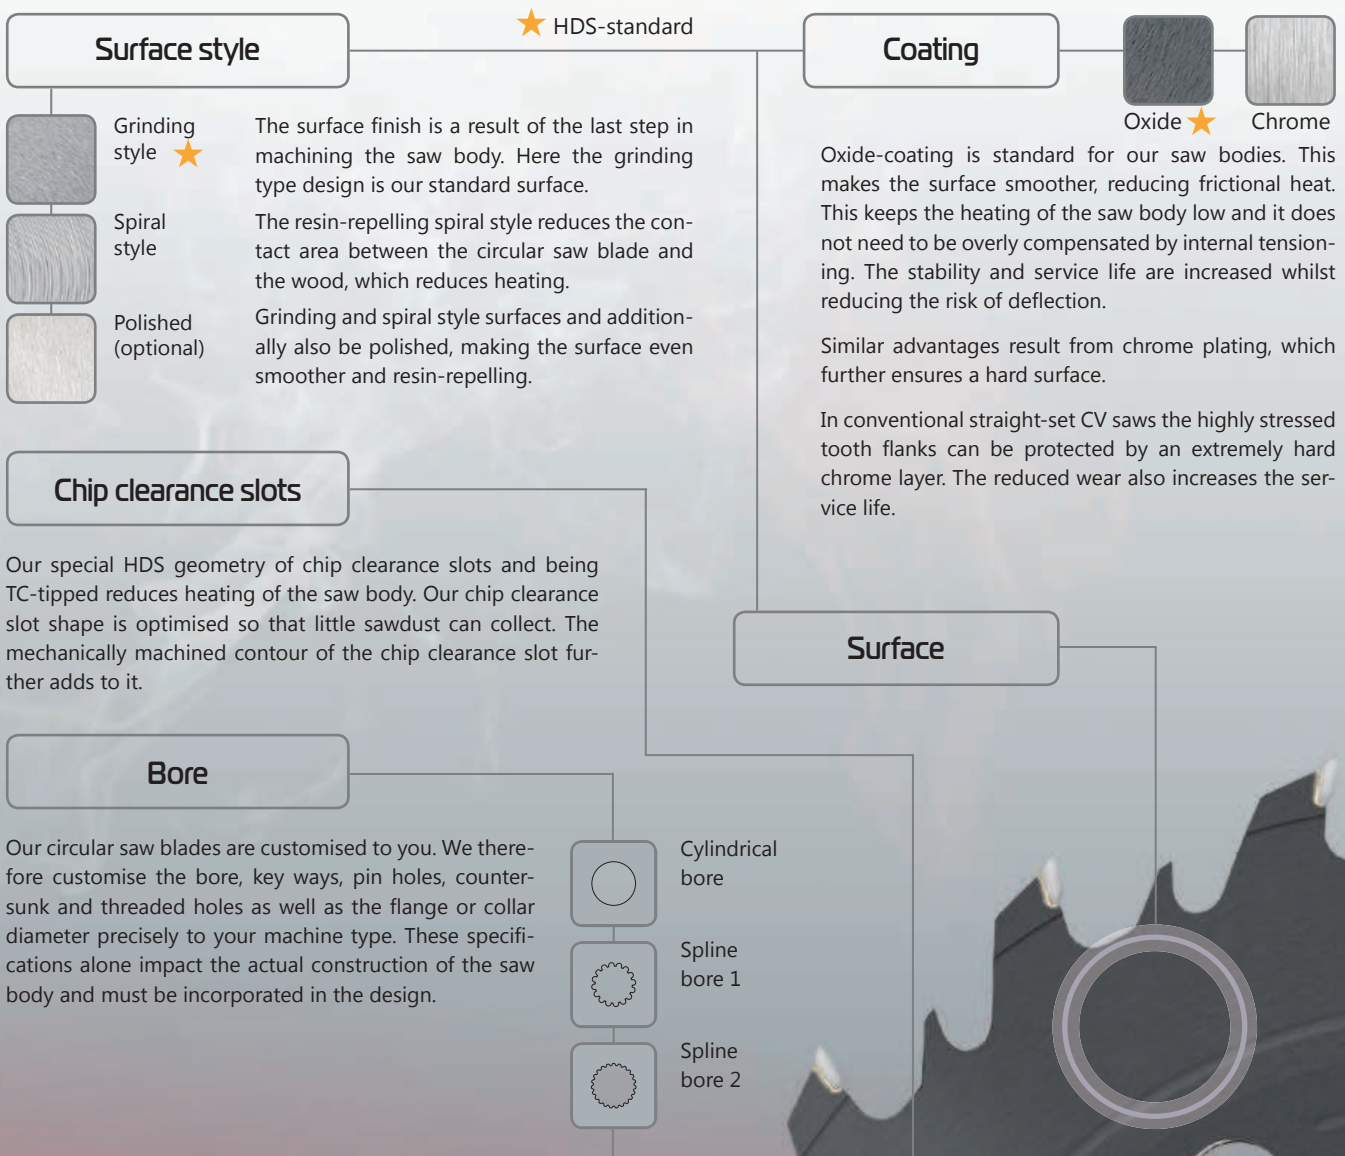 ★ HDS-standard
Surface style
Grinding
style ★
The surface finish is a result of the last step in
machining the saw body. Here the grinding
type design is our standard surface.
Spiral
style
The resin-repelling spiral style reduces the con-
tact area between the circular saw blade and
the wood, which reduces heating.
Polished
(optional)
Grinding and spiral style surfaces and addition-
ally also be polished, making the surface even
smoother and resin-repelling.
Coating
Oxide ★ Chrome
Oxide-coating is standard for our saw bodies. This
makes the surface smoother, reducing frictional heat.
This keeps the heating of the saw body low and it does
not need to be overly compensated by internal tension-
ing. The stability and service life are increased whilst
reducing the risk of deflection.
Similar advantages result from chrome plating, which
further ensures a hard surface.
In conventional straight-set CV saws the highly stressed
tooth flanks can be protected by an extremely hard
chrome layer. The reduced wear also increases the ser-
vice life.
Chip clearance slots
Our special HDS geometry of chip clearance slots and being
TC-tipped reduces heating of the saw body. Our chip clearance
slot shape is optimised so that little sawdust can collect. The
mechanically machined contour of the chip clearance slot fur-
ther adds to it.
Surface
Bore
Our circular saw blades are customised to you. We there-
fore customise the bore, key ways, pin holes, counter-
sunk and threaded holes as well as the flange or collar
diameter precisely to your machine type. These specifi-
cations alone impact the actual construction of the saw
body and must be incorporated in the design.
Cylindrical
bore
Spline
bore 1
Spline
bore 2